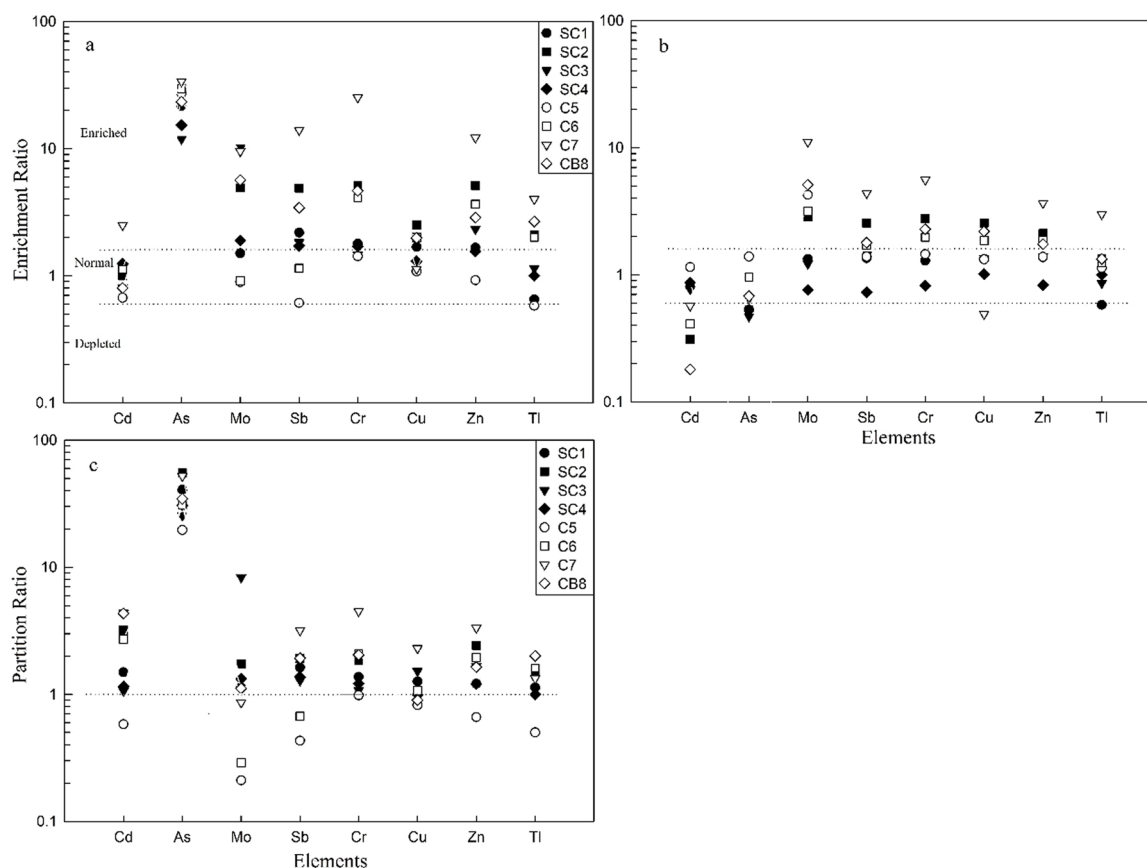 a
100
10
1
0.1
Enrichment Ratio
Enriched
Normal
Depleted
SC1
SC2
SC3
SC4
C5
C6
C7
CB8
Cd As Mo Sb Cr Cu Zn Tl
b
100
10
1
0.1
Cd As Mo Sb Cr Cu Zn Tl
Elements
c
100
10
1
0.1
Partition Ratio
SC1
SC2
SC3
SC4
C5
C6
C7
CB8
Cd As Mo Sb Cr Cu Zn Tl
Elements